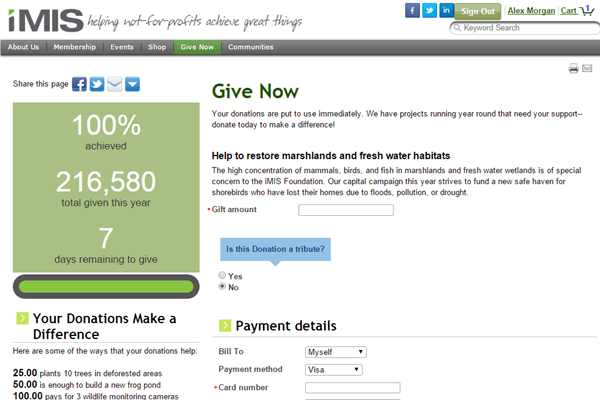 iMIS helping not-for-profits achieve great things
Sign Out
Alex Morgan
Cart
Keyword Search
About Us Membership Events Shop Give Now Communities
Share this page
100%
achieved
216,580
total given this year
7
days remaining to give
Your Donations Make a
Difference
Here are some of the ways that your donations help:
25.00 plants 10 trees in deforested areas
50.00 is enough to build a new frog pond
100.00 pays for 3 wildlife monitoring cameras
Give Now
Your donations are put to use immediately. We have projects running year round that need your support--
donate today to make a difference!
Help to restore marshlands and fresh water habitats
The high concentration of mammals, birds, and fish in marshlands and fresh water wetlands is of special
concern to the iMIS Foundation. Our capital campaign this year strives to fund a new safe haven for
shorebirds who have lost their homes due to floods, pollution, or drought.
*Gift amount
Is this Donation a tribute?
Yes
No
Payment details
Bill To Myself
Payment method Visa
*Card number